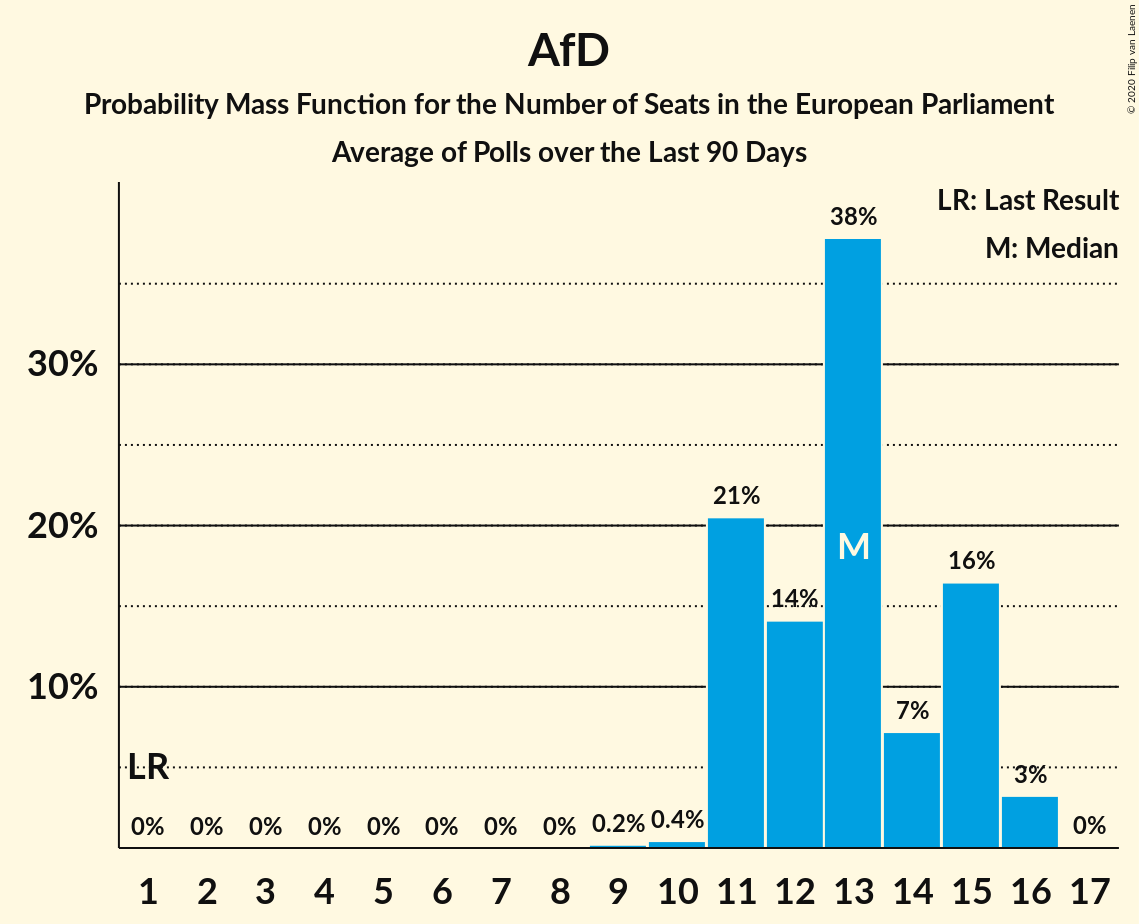 AfD
Probability Mass Function for the Number of Seats in the European Parliament
Average of Polls over the Last 90 Days
© 2020 Filip van Laenen
LR: Last Result
M: Median
38%
30%
21%
20%
M
16%
14%
10%
7%
LR
3%
0% 0% 0% 0% 0% 0% 0% 0% 0.2% 0.4% 0%
1 2 3 4 5 6 7 8 9 10 11 12 13 14 15 16 17